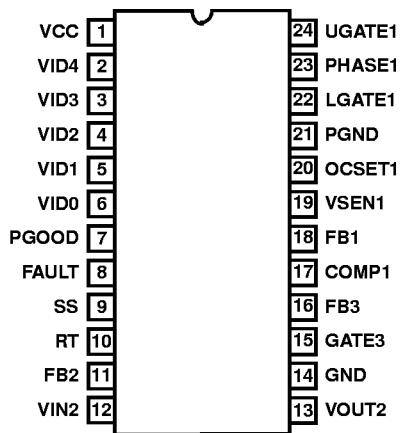 VCC 1 24 UGATE1
VID4 2 23 PHASE1
VID3 3 22 LGATE1
VID2 4 21 PGND
VID1 5 20 OCSET1
VID0 6 19 VSEN1
PGOOD 7 18 FB1
FAULT 8 17 COMP1
SS 9 16 FB3
RT 10 15 GATE3
FB2 11 14 GND
VIN2 12 13 VOUT2